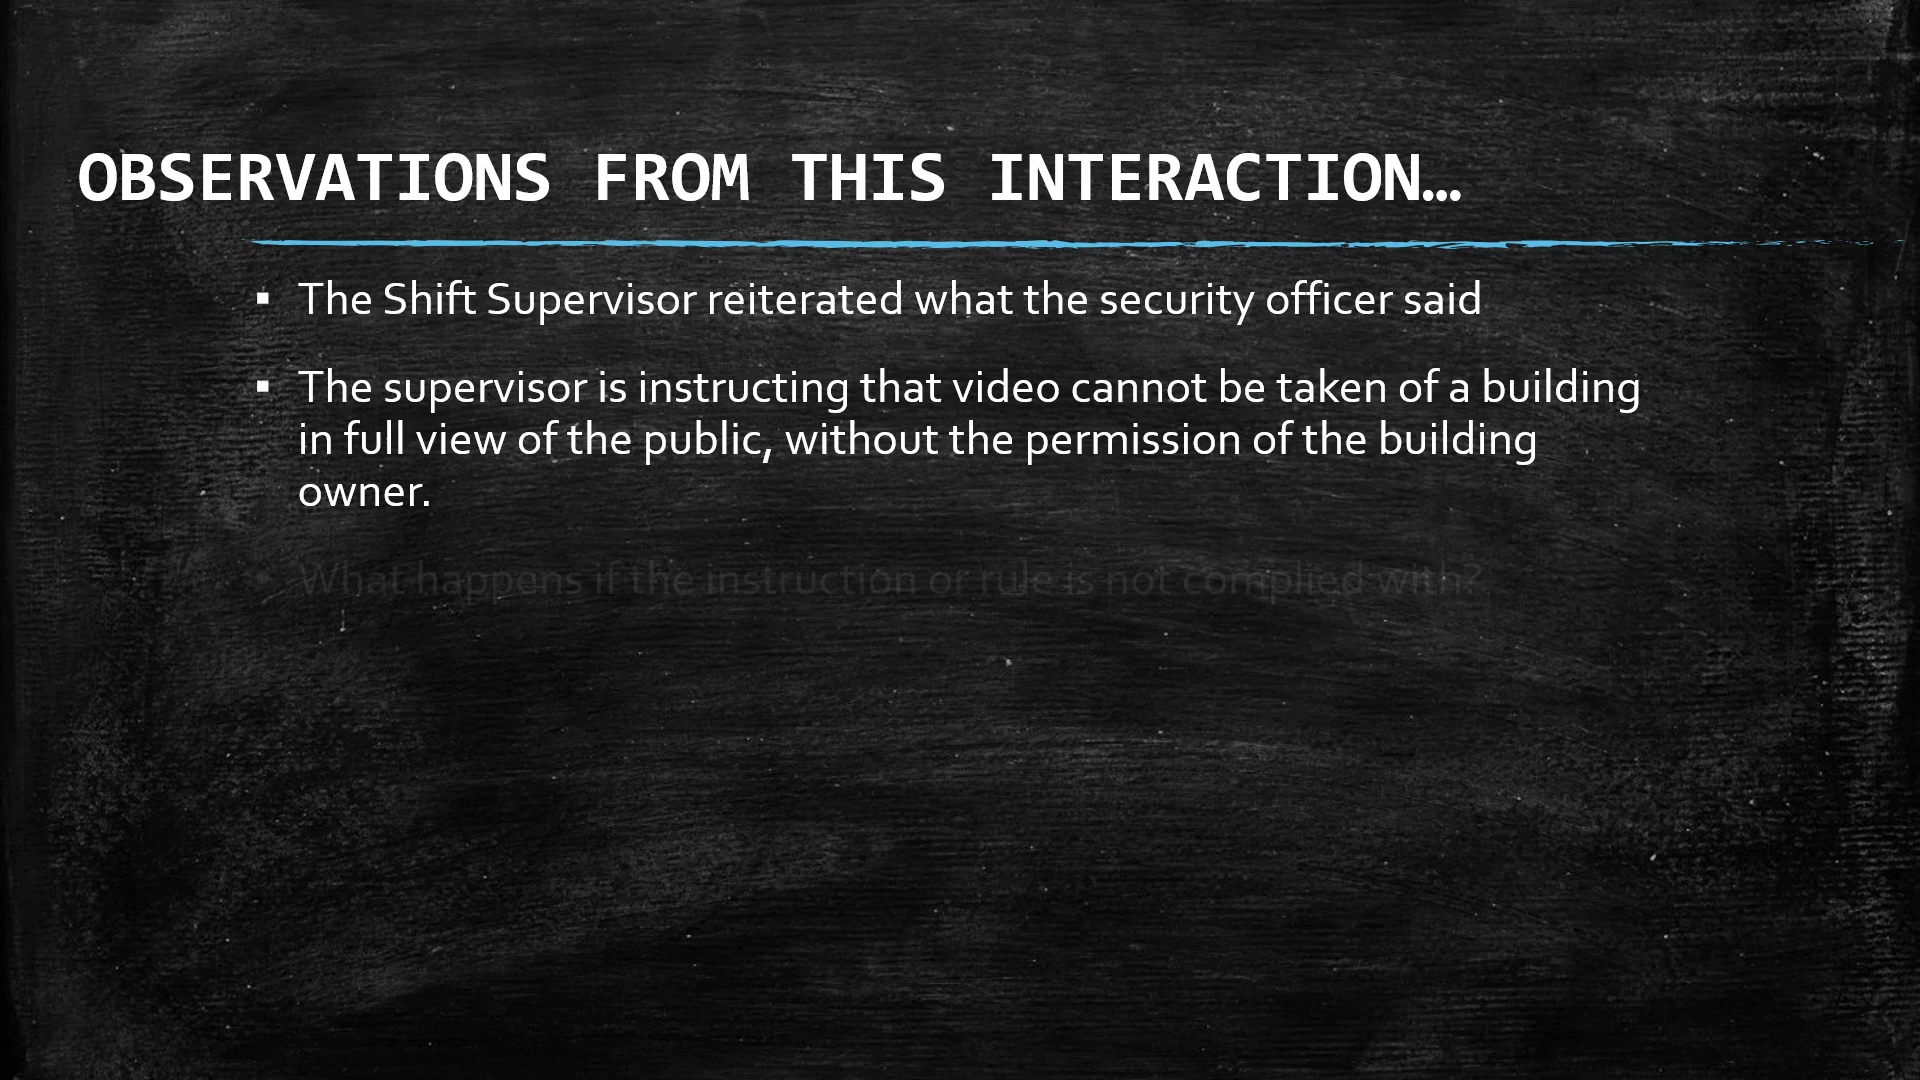 OBSERVATIONS FROM THIS INTERACTION…
▪ The Shift Supervisor reiterated what the security officer said
▪ The supervisor is instructing that video cannot be taken of a building
in full view of the public, without the permission of the building
owner.
▪ What happens if the instruction or rule is not complied with?